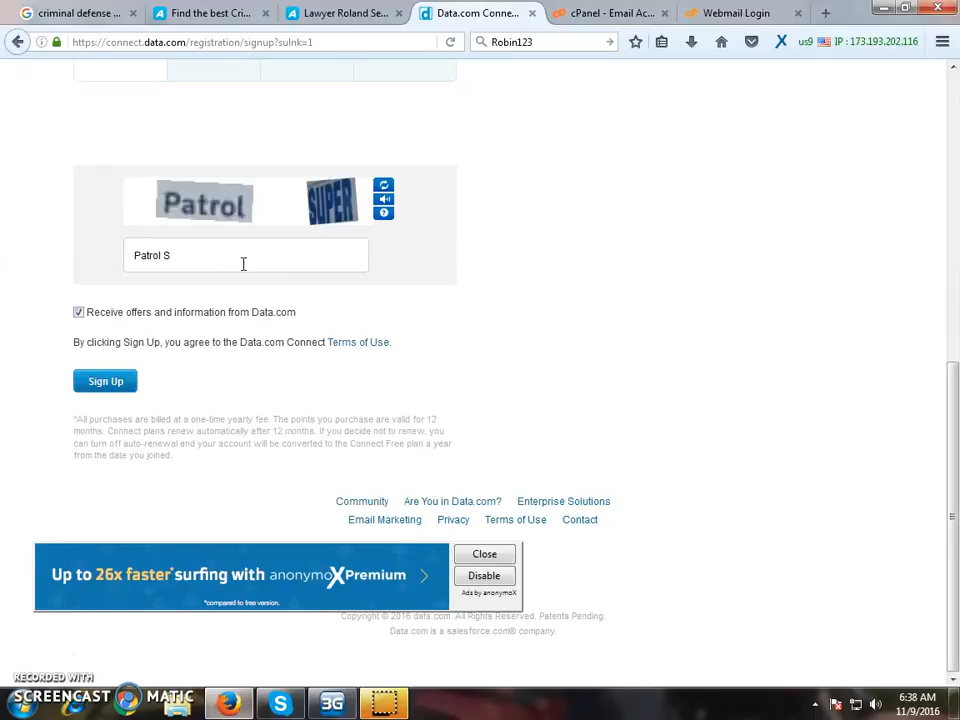 criminal defense ...
Find the best Cri...
Lawyer Roland Se...
Data.com Conne...
cPanel - Email Ac...
Webmail Login
https://connect.data.com/registration/signup?sulnk=1
Robin123
us9 IP : 173.193.202.116
Patrol SUPER
Patrol S
Receive offers and information from Data.com
By clicking Sign Up, you agree to the Data.com Connect Terms of Use.
Sign Up
*All purchases are billed at a one-time yearly fee. The points you purchase are valid for 12
months. Connect plans renew automatically after 12 months. If you decide not to renew, you
can turn off auto-renewal and your account will be converted to the Connect Free plan a year
from the date you joined.
Community Are You in Data.com? Enterprise Solutions
Email Marketing Privacy Terms of Use Contact
Up to 26x faster* surfing with anonymoX Premium
*compared to free version.
Close
Disable
Ads by anonymoX
Copyright © 2016 data.com. All Rights Reserved. Patents Pending.
Data.com is a salesforce.com® company.
RECORDED WITH
SCREENCAST MATIC
3G
6:38 AM
11/9/2016